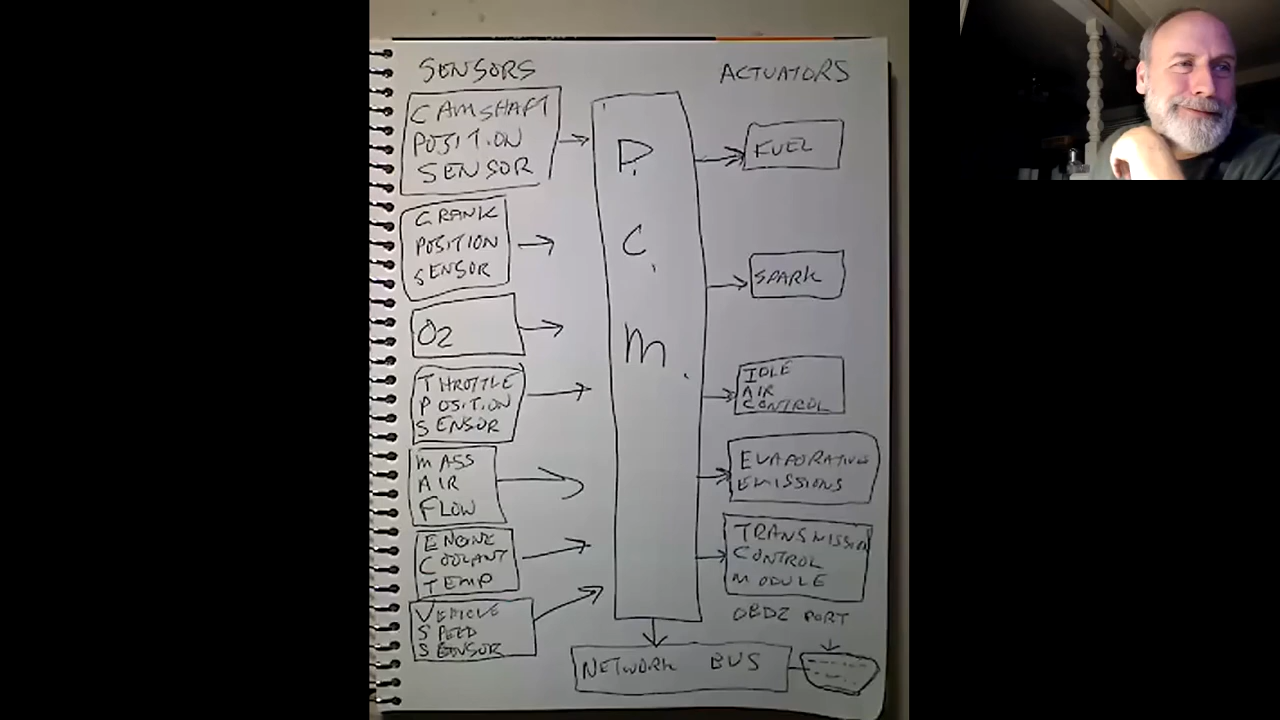 SENSORS
ACTUATORS
CAMSHAFT
POSITION
SENSOR
CRANK
POSITION
SENSOR
O2
THROTTLE
POSITION
SENSOR
MASS
AIR
FLOW
ENGINE
COOLANT
TEMP
VEHICLE
SPEED
SENSOR
P.
C.
M.
FUEL
SPARK
IDLE
AIR
CONTROL
EVAPORATIVE
EMISSIONS
TRANSMISSION
CONTROL
MODULE
OBD2 PORT
NETWORK BUS